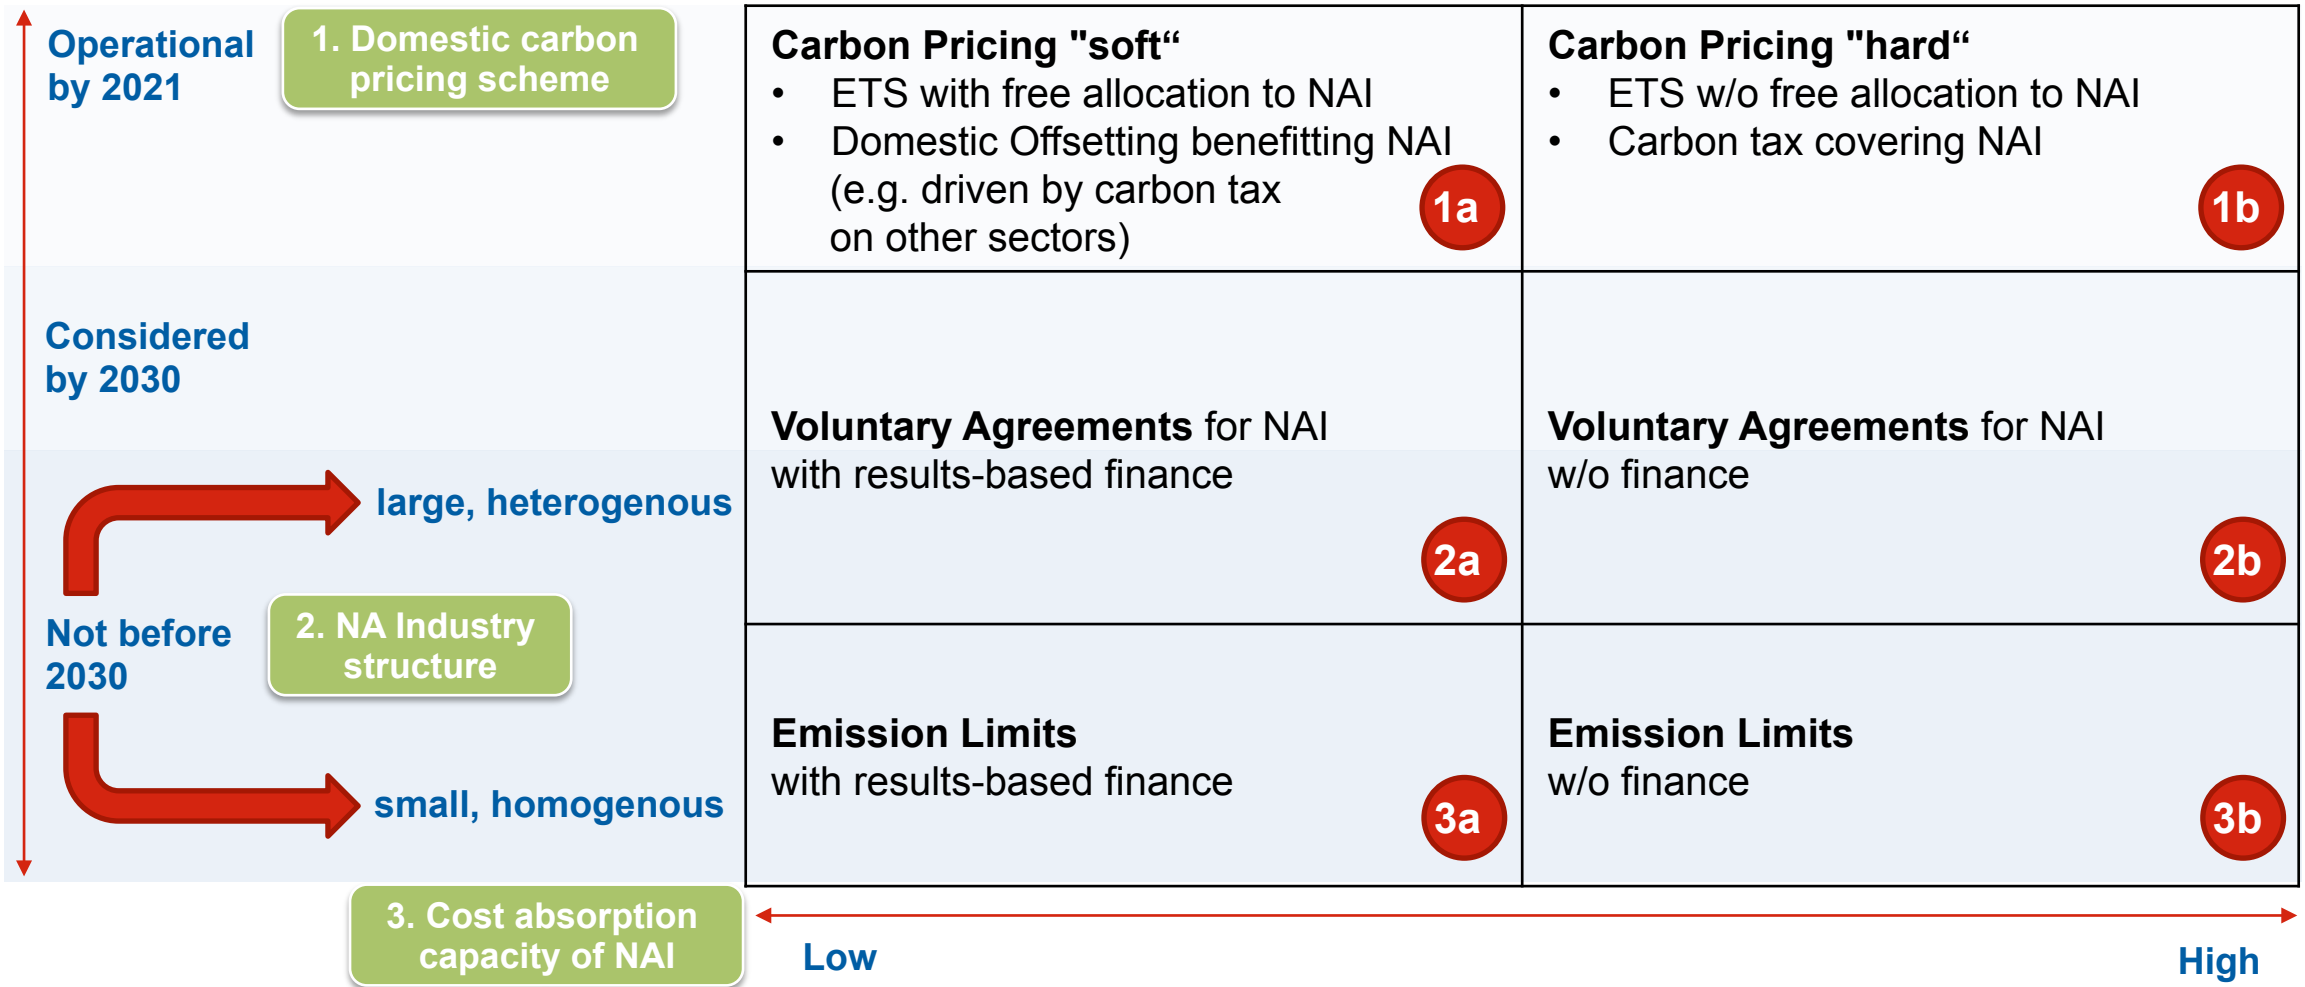 Operational
by 2021
1. Domestic carbon
pricing scheme
Carbon Pricing "soft“
• ETS with free allocation to NAI
• Domestic Offsetting benefitting NAI
(e.g. driven by carbon tax
on other sectors)
1a
Carbon Pricing "hard“
• ETS w/o free allocation to NAI
• Carbon tax covering NAI
1b
Considered
by 2030
Voluntary Agreements for NAI
with results-based finance
2a
Voluntary Agreements for NAI
w/o finance
2b
large, heterogenous
Not before
2030
2. NA Industry
structure
small, homogenous
Emission Limits
with results-based finance
3a
Emission Limits
w/o finance
3b
3. Cost absorption
capacity of NAI
Low
High